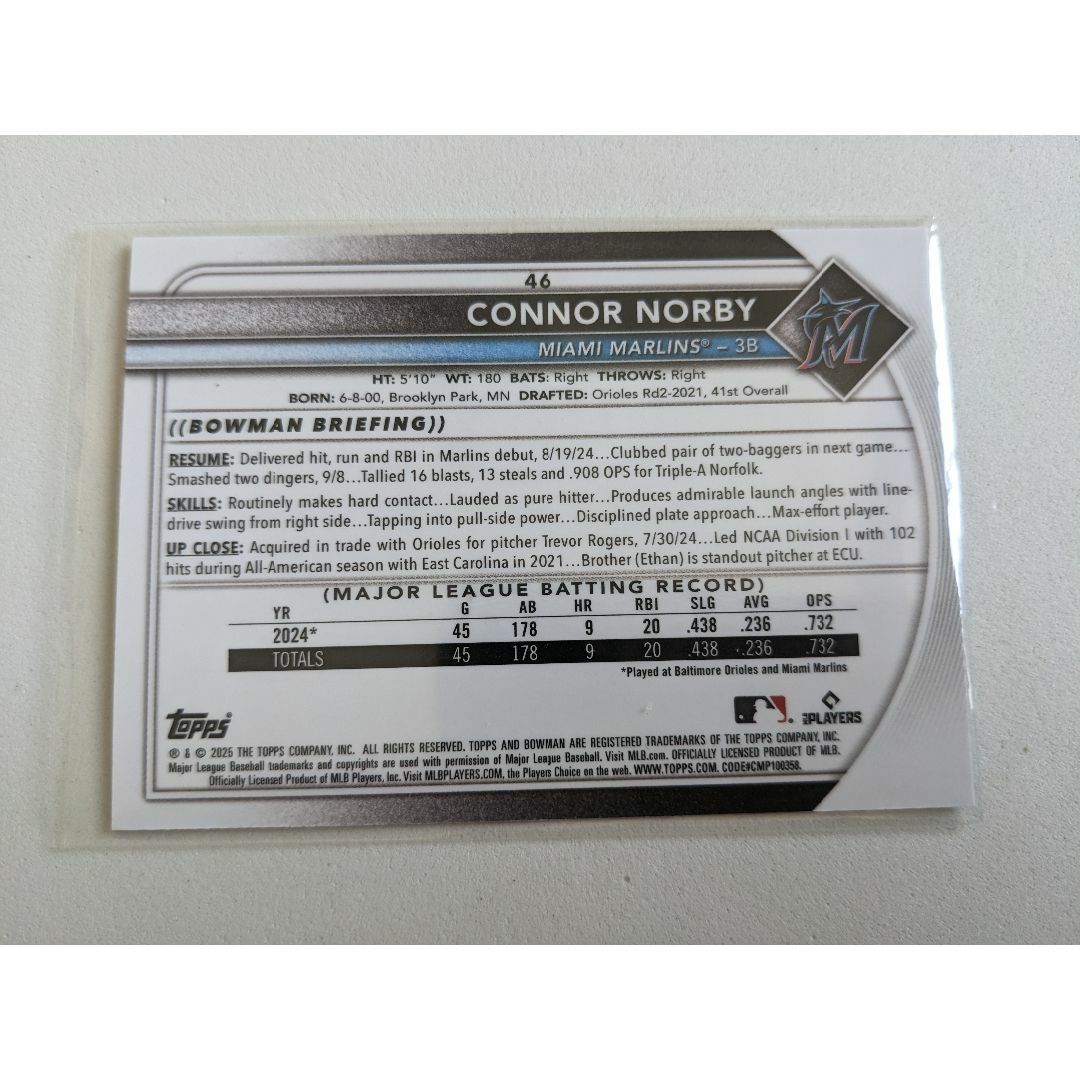 46
CONNOR NORBY
MIAMI MARLINS® – 3B
HT: 5'10" WT: 180 BATS: Right THROWS: Right
BORN: 6-8-00, Brooklyn Park, MN DRAFTED: Orioles Rd2-2021, 41st Overall
((BOWMAN BRIEFING))
RESUME: Delivered hit, run and RBI in Marlins debut, 8/19/24...Clubbed pair of two-baggers in next game...
Smashed two dingers, 9/8...Tallied 16 blasts, 13 steals and .908 OPS for Triple-A Norfolk.
SKILLS: Routinely makes hard contact...Lauded as pure hitter...Produces admirable launch angles with line-
drive swing from right side...Tapping into pull-side power...Disciplined plate approach...Max-effort player.
UP CLOSE: Acquired in trade with Orioles for pitcher Trevor Rogers, 7/30/24...Led NCAA Division I with 102
hits during All-American season with East Carolina in 2021...Brother (Ethan) is standout pitcher at ECU.
(MAJOR LEAGUE BATTING RECORD)
YR G AB HR RBI SLG AVG OPS
2024* 45 178 9 20 .438 .236 .732
TOTALS 45 178 9 20 .438 .236 .732
*Played at Baltimore Orioles and Miami Marlins
topps®
MLB PLAYERS
® & © 2025 THE TOPPS COMPANY, INC. ALL RIGHTS RESERVED. TOPPS AND BOWMAN ARE REGISTERED TRADEMARKS OF THE TOPPS COMPANY, INC.
Major League Baseball trademarks and copyrights are used with permission of Major League Baseball. Visit MLB.com. OFFICIALLY LICENSED PRODUCT OF MLB.
Officially Licensed Product of MLB Players, Inc. Visit MLBPLAYERS.COM, the Players Choice on the web. WWW.TOPPS.COM. CODE#CMP100358.